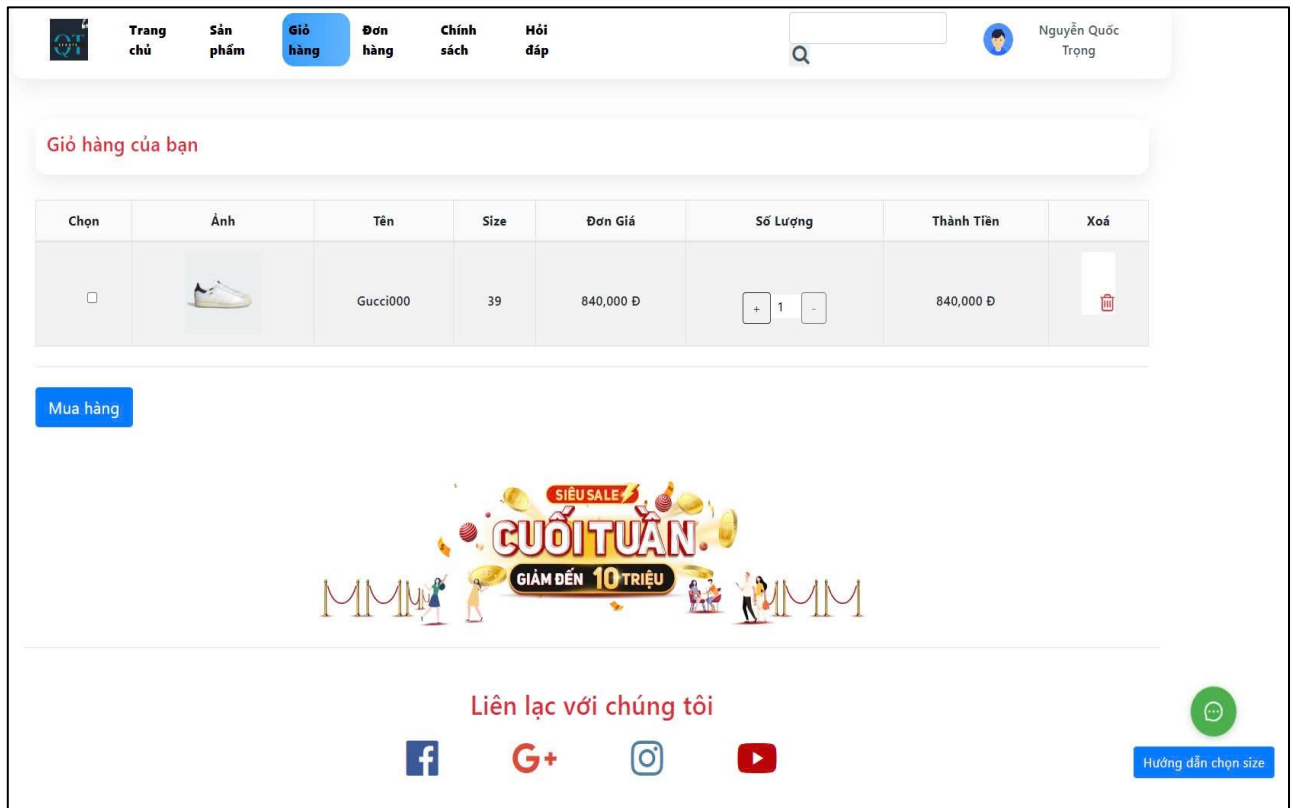 QT
SPORTS
Trang chủ
Sản phẩm
Giỏ hàng
Đơn hàng
Chính sách
Hỏi đáp
Nguyễn Quốc Trọng
Giỏ hàng của bạn
Chọn Ảnh Tên Size Đơn Giá Số Lượng Thành Tiền Xoá
Gucci000 39 840,000 Đ + 1 - 840,000 Đ
Mua hàng
SIÊU SALE
CUỐI TUẦN
GIẢM ĐẾN 10 TRIỆU
Liên lạc với chúng tôi
Hướng dẫn chọn size